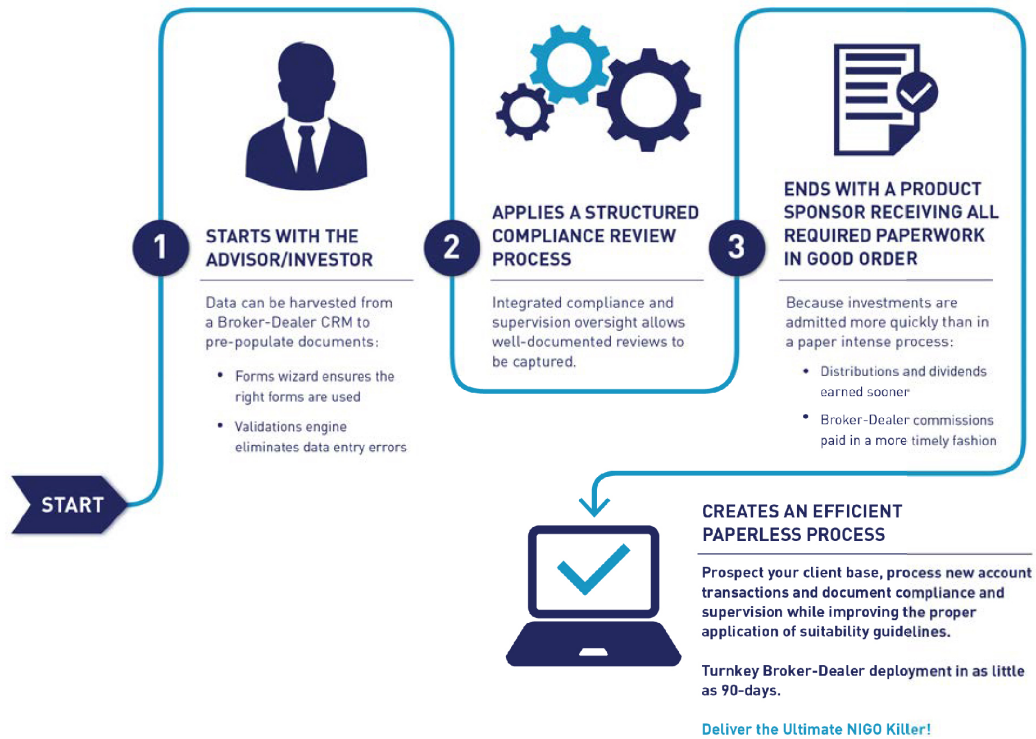 START
1
STARTS WITH THE
ADVISOR/INVESTOR
Data can be harvested from
a Broker-Dealer CRM to
pre-populate documents:
• Forms wizard ensures the
right forms are used
• Validations engine
eliminates data entry errors
2
APPLIES A STRUCTURED
COMPLIANCE REVIEW
PROCESS
Integrated compliance and
supervision oversight allows
well-documented reviews to
be captured.
3
ENDS WITH A PRODUCT
SPONSOR RECEIVING ALL
REQUIRED PAPERWORK
IN GOOD ORDER
Because investments are
admitted more quickly than in
a paper intense process:
• Distributions and dividends
earned sooner
• Broker-Dealer commissions
paid in a more timely fashion
CREATES AN EFFICIENT
PAPERLESS PROCESS
Prospect your client base, process new account
transactions and document compliance and
supervision while improving the proper
application of suitability guidelines.
Turnkey Broker-Dealer deployment in as little
as 90-days.
Deliver the Ultimate NIGO Killer!